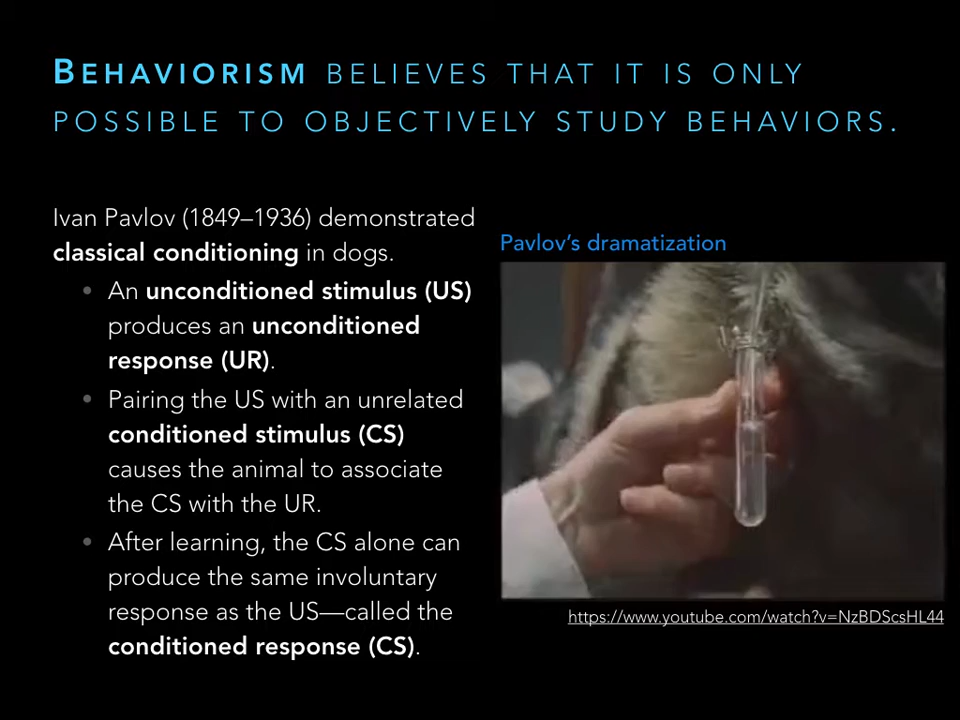 BEHAVIORISM BELIEVES THAT IT IS ONLY
POSSIBLE TO OBJECTIVELY STUDY BEHAVIORS.
Ivan Pavlov (1849–1936) demonstrated
classical conditioning in dogs.
• An unconditioned stimulus (US)
produces an unconditioned
response (UR).
• Pairing the US with an unrelated
conditioned stimulus (CS)
causes the animal to associate
the CS with the UR.
• After learning, the CS alone can
produce the same involuntary
response as the US—called the
conditioned response (CS).
Pavlov’s dramatization
https://www.youtube.com/watch?v=NzBDScsHL44